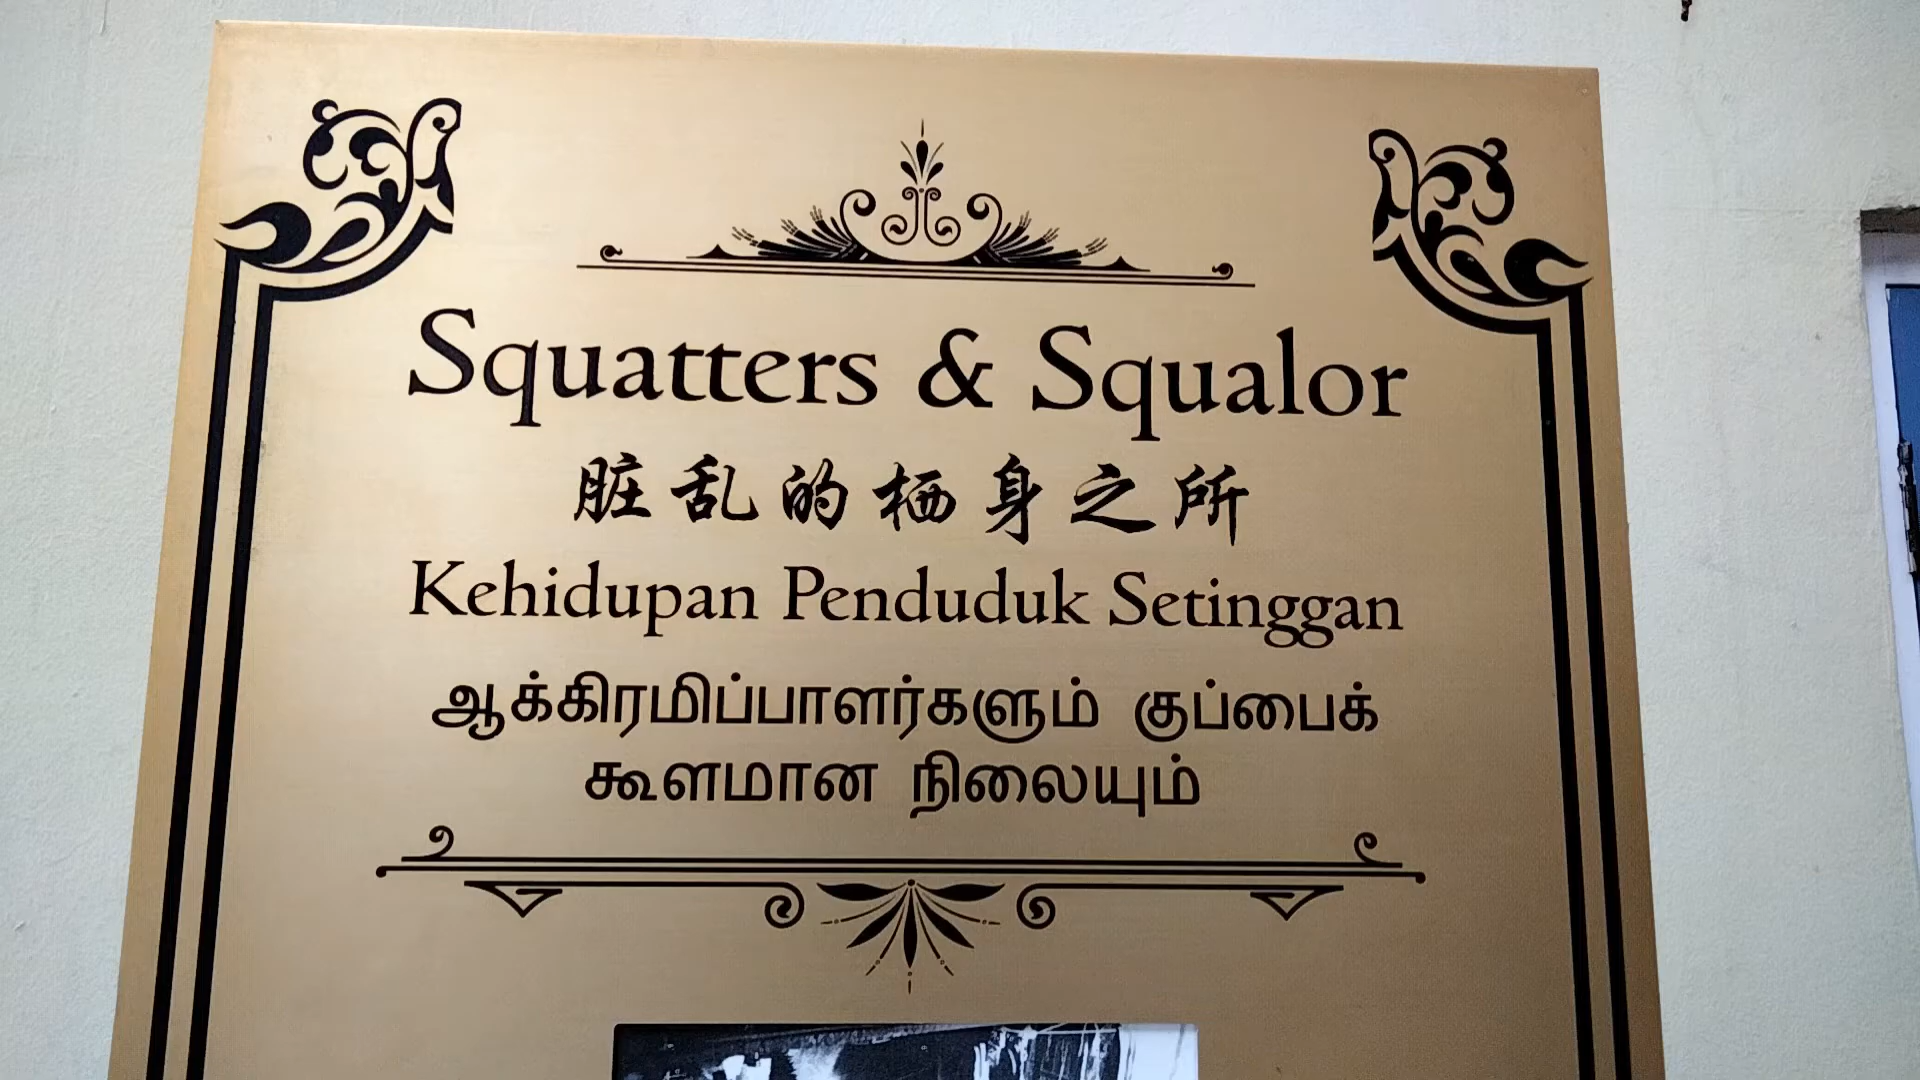 Squatters & Squalor
脏乱的栖身之所
Kehidupan Penduduk Setinggan
ஆக்கிரமிப்பாளர்களும் குப்பைக்
கூளமான நிலையும்